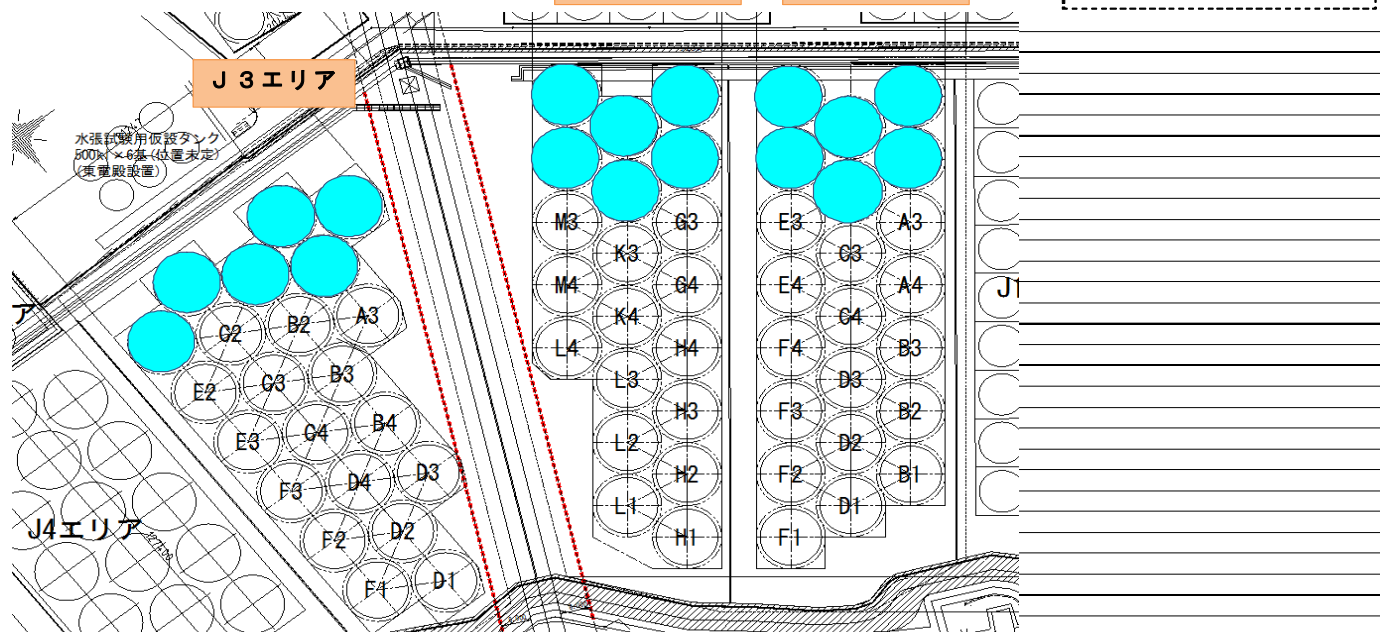 J3エリア
水張試験用仮設タンク
500kl×6基(位置未定)
(東電殿設置)
M3
G3
E3
A3
K3
C3
M4
G4
E4
A4
K4
C4
L4
H4
F4
B3
L3
D3
H3
F3
B2
L2
D2
H2
F2
B1
L1
D1
H1
F1
C2
B2
A3
E2
C3
B3
E3
C4
B4
F3
D4
D3
F2
D2
F1
D1
ア
J4エリア
J1